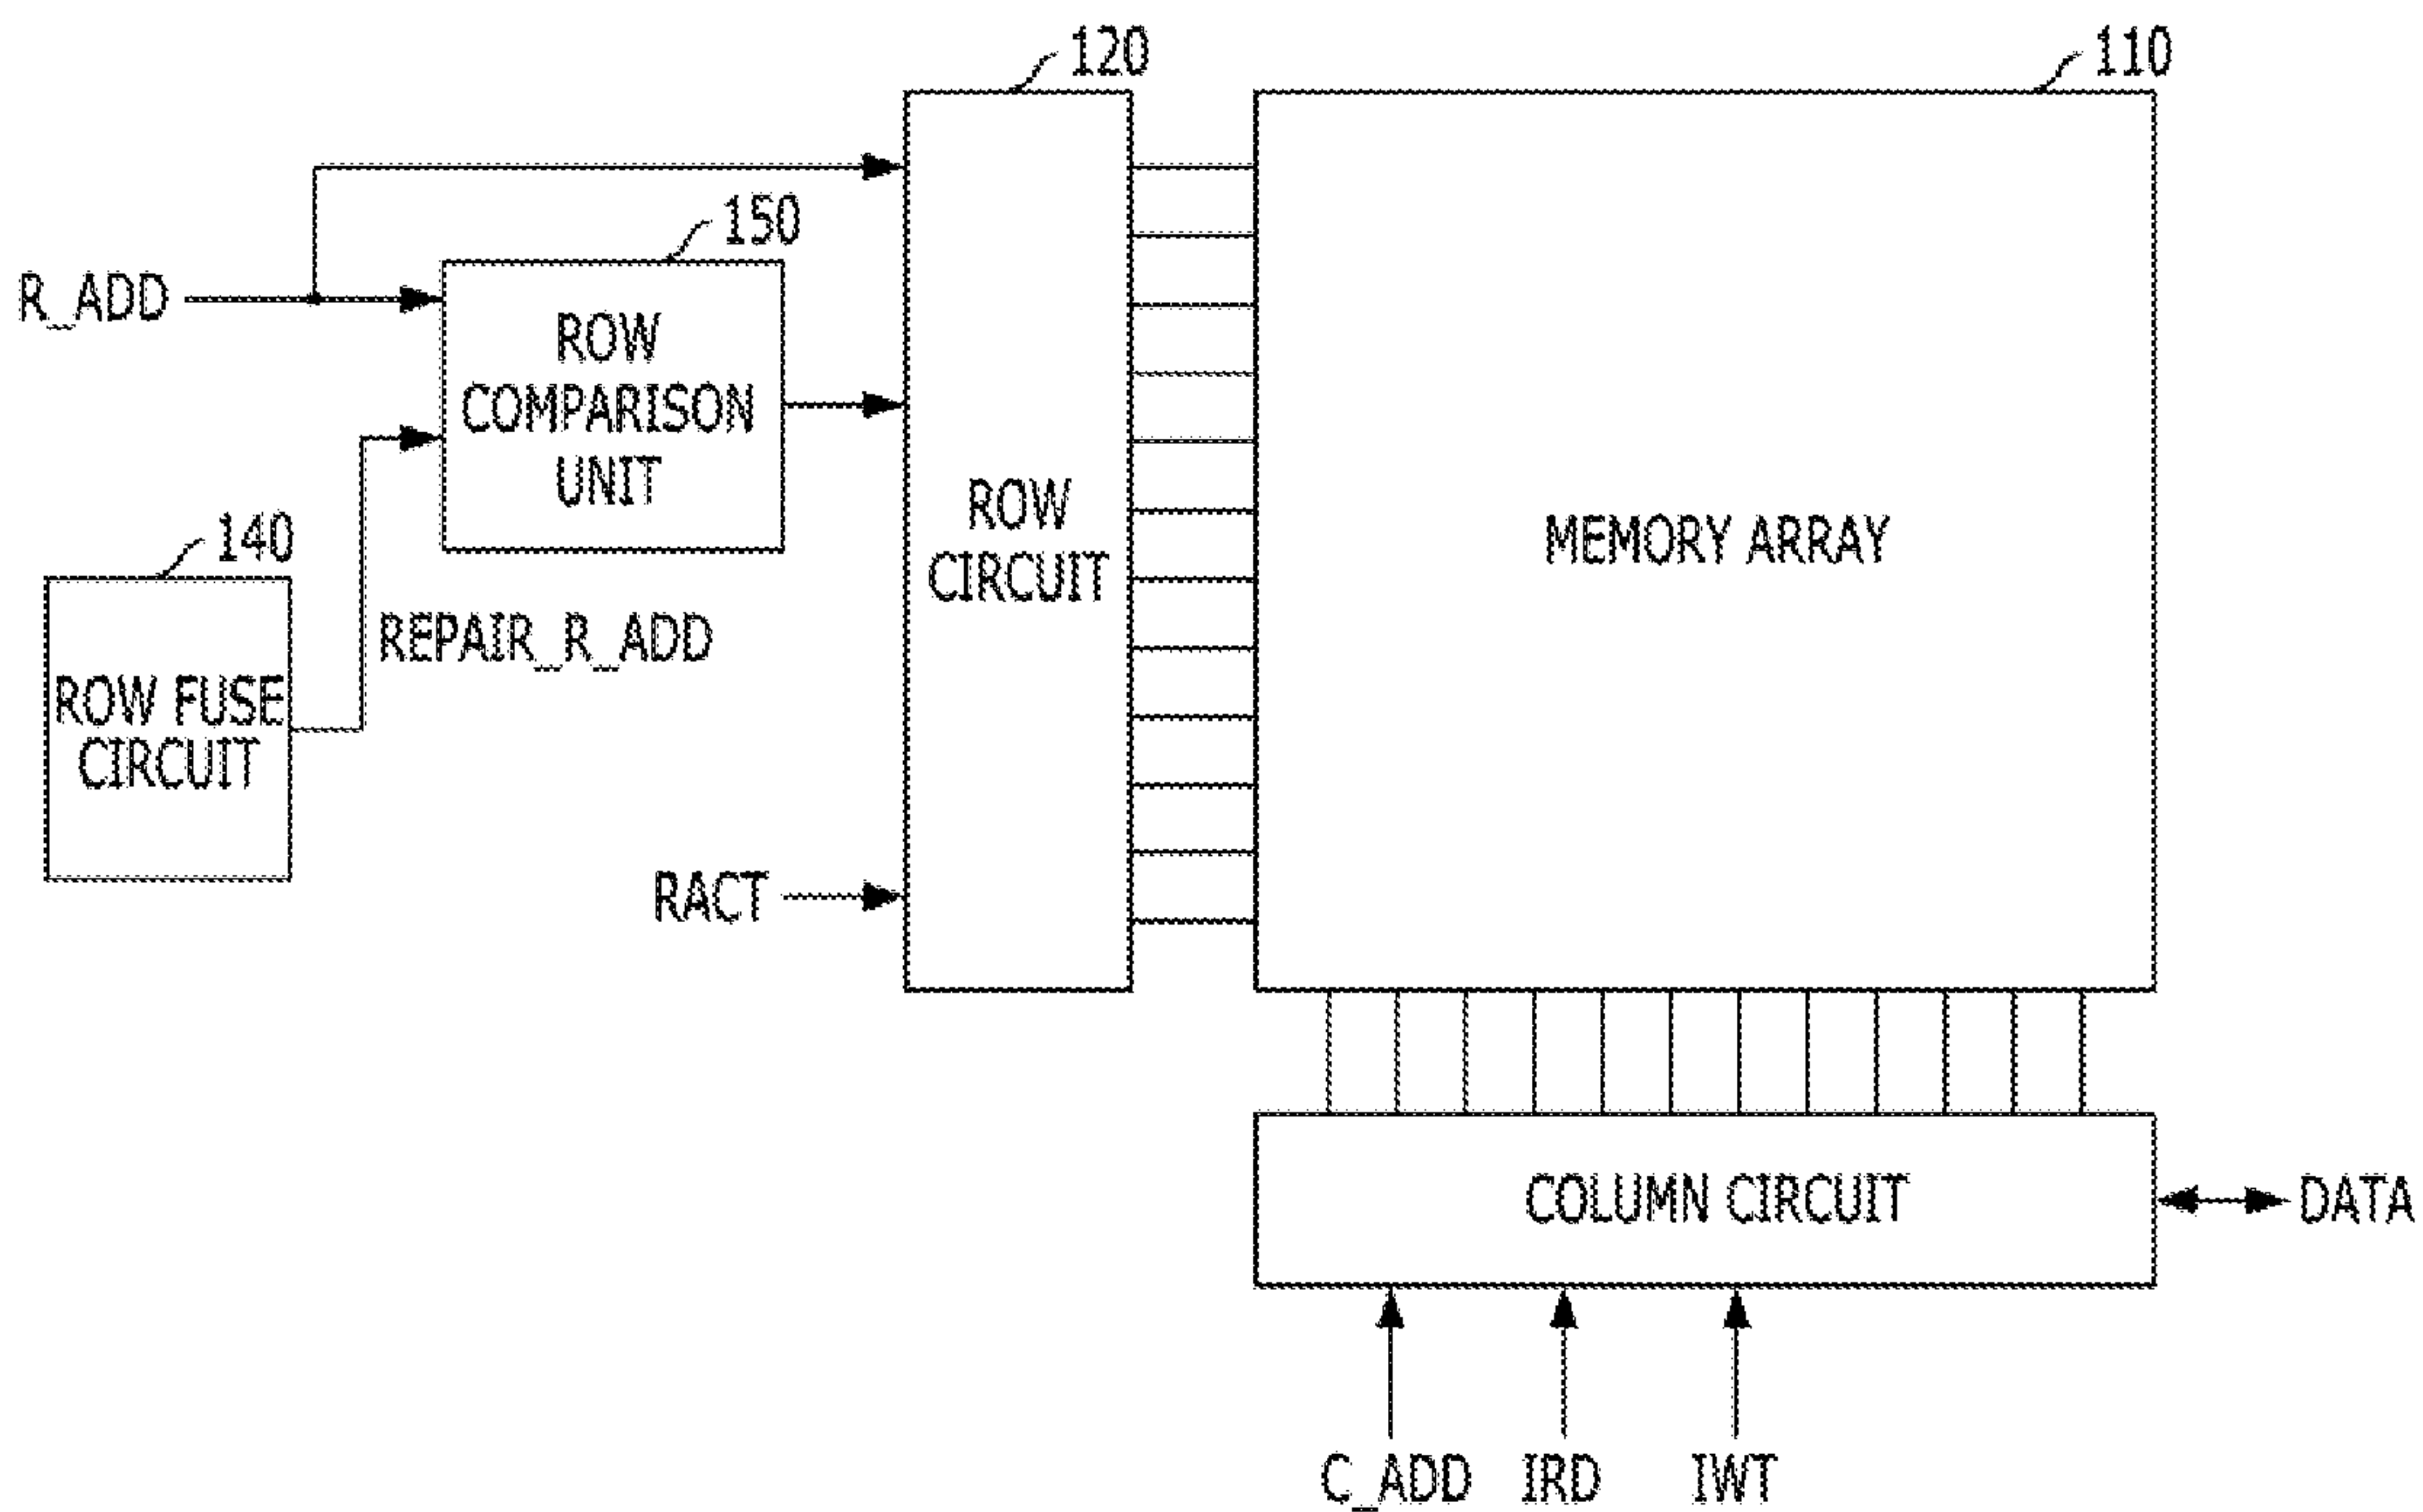 120
110
150
R_ADD
ROW
COMPARISON
UNIT
140
ROW
CIRCUIT
MEMORY ARRAY
REPAIR_R_ADD
ROW FUSE
CIRCUIT
RACT
COLUMN CIRCUIT
DATA
C_ADD
IRD
IWT